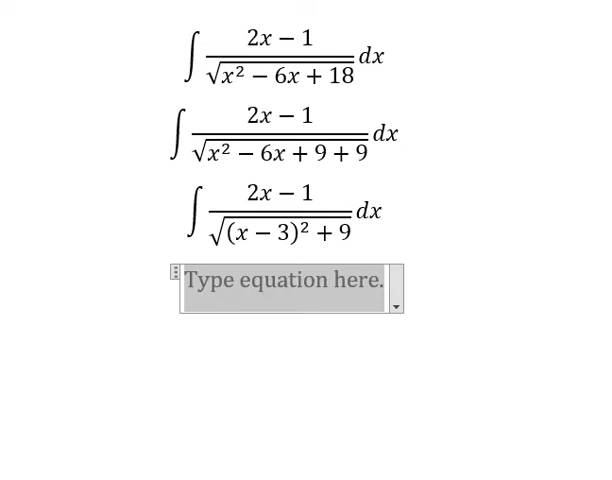 ∫ (2x − 1)/√(x² − 6x + 18) dx
∫ (2x − 1)/√(x² − 6x + 9 + 9) dx
∫ (2x − 1)/√((x − 3)² + 9) dx
Type equation here.